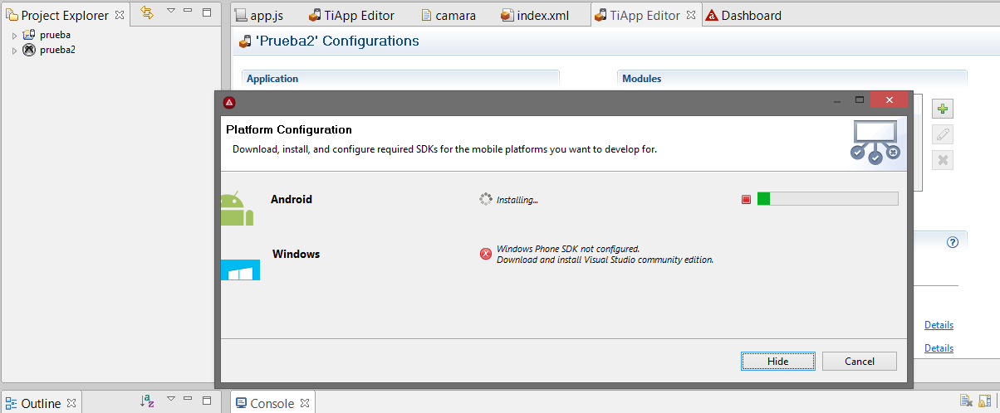 Project Explorer
prueba
prueba2
app.js
TiApp Editor
camara
index.xml
TiApp Editor
Dashboard
'Prueba2' Configurations
Application
Modules
Platform Configuration
Download, install, and configure required SDKs for the mobile platforms you want to develop for.
Android
Installing...
Windows
Windows Phone SDK not configured.
Download and install Visual Studio community edition.
Details
Details
Hide
Cancel
Outline
Console